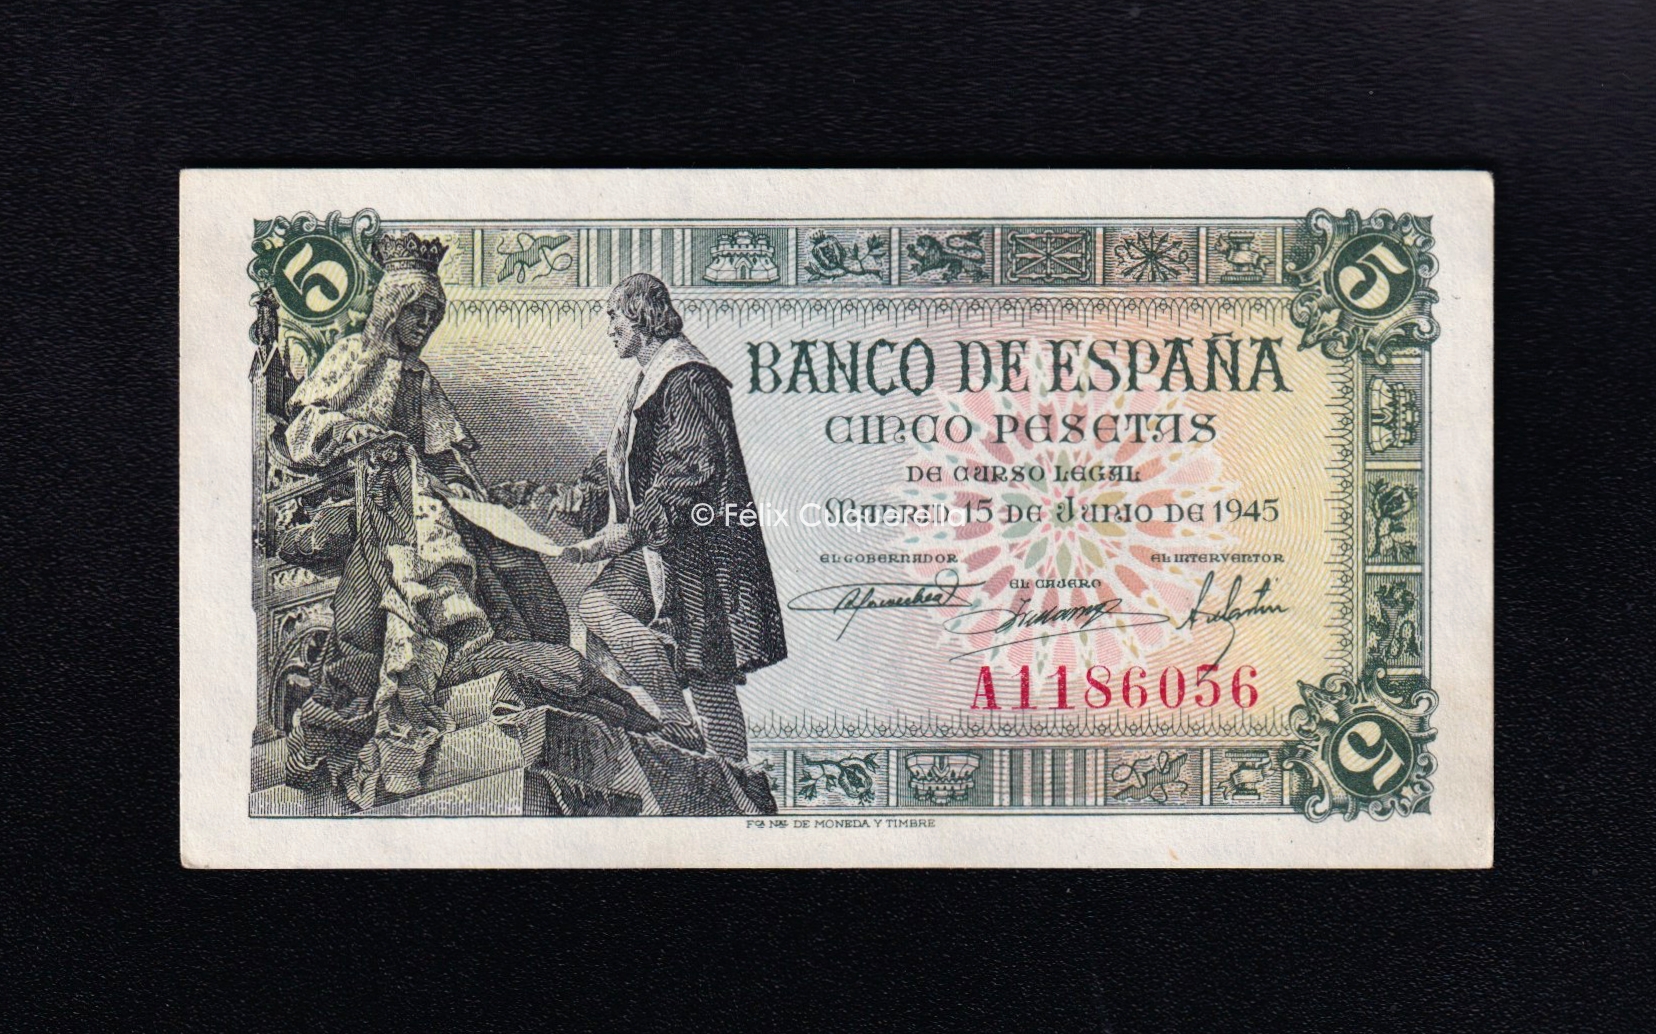 5
5
BANCO DE ESPAÑA
CINCO PESETAS
DE CURSO LEGAL
MADRID 15 DE JUNIO DE 1945
© Félix Cuquerella
EL GOBERNADOR
EL INTERVENTOR
EL CAJERO
A1186056
5
Fca. Nal. DE MONEDA Y TIMBRE